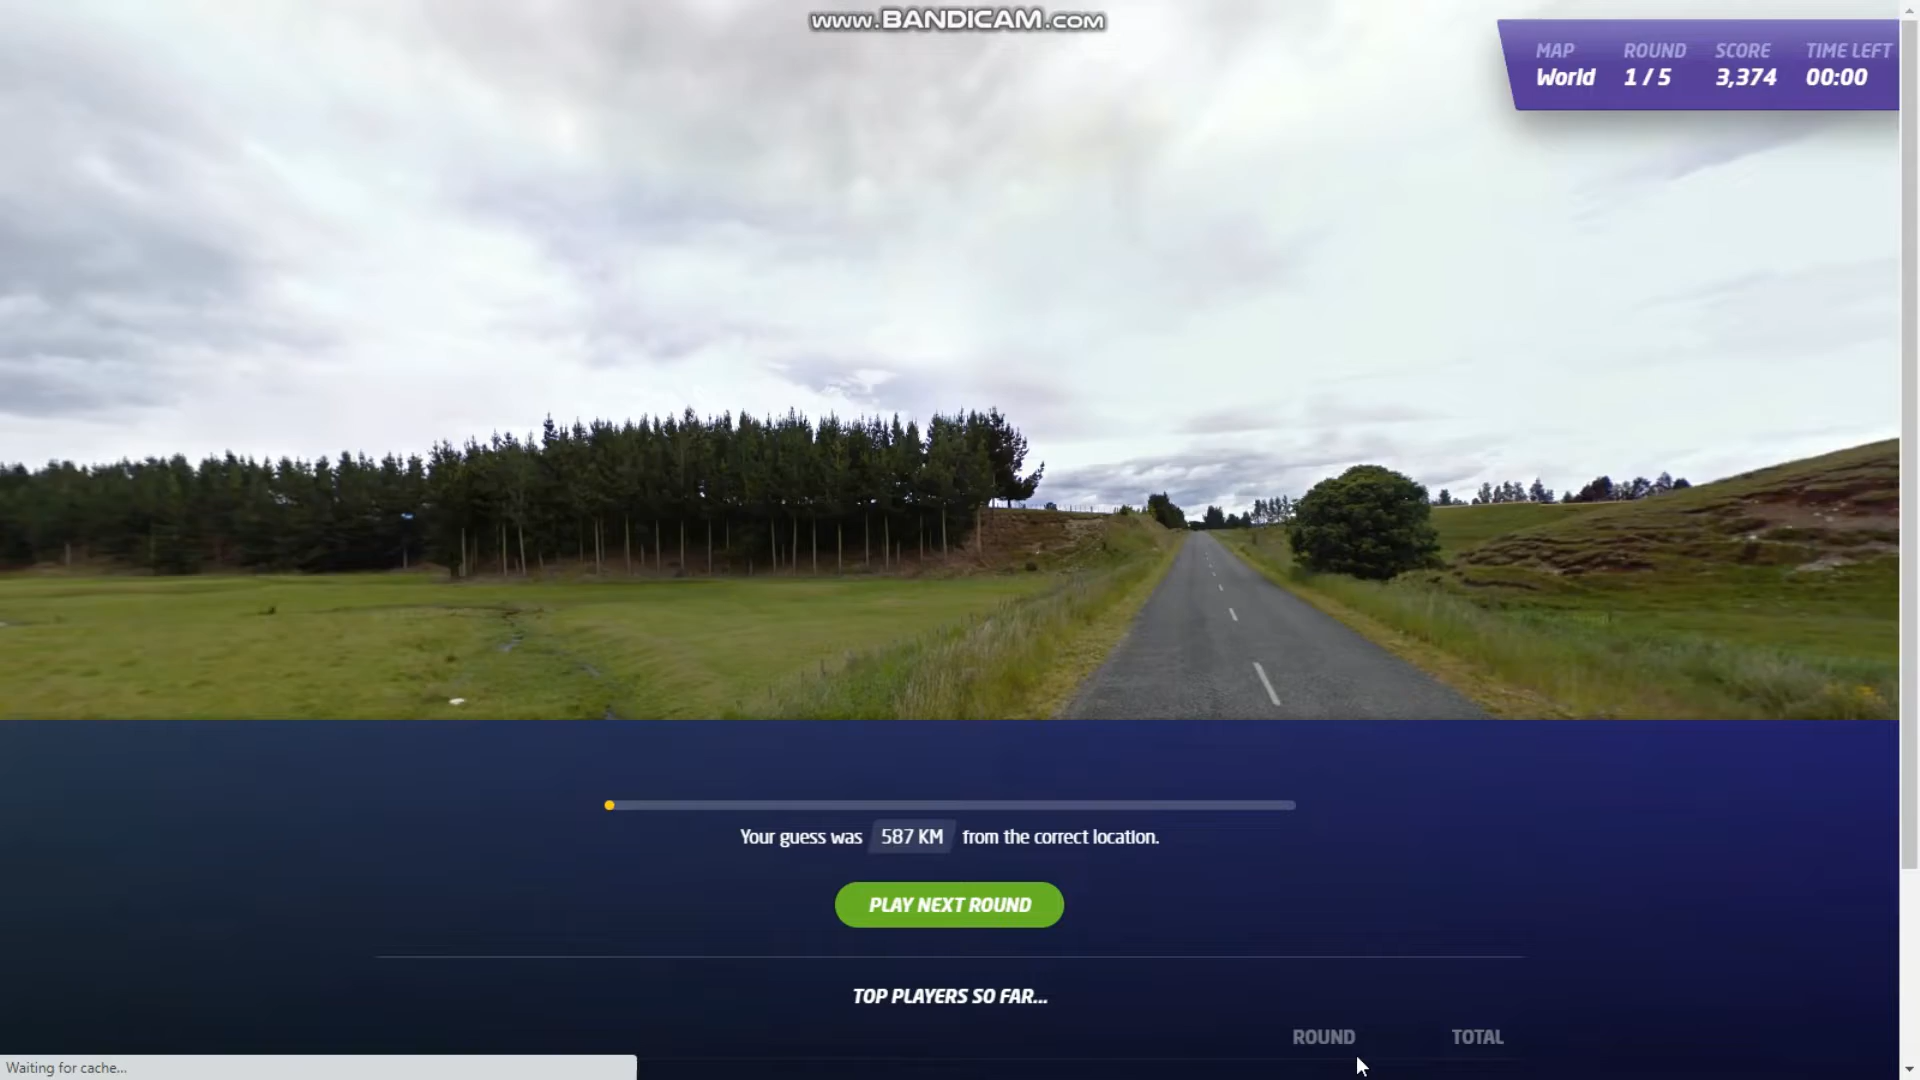 www.BANDICAM.com
MAP ROUND SCORE TIME LEFT
World 1 / 5 3,374 00:00
Your guess was 587 KM from the correct location.
PLAY NEXT ROUND
TOP PLAYERS SO FAR...
ROUND TOTAL
Waiting for cache...